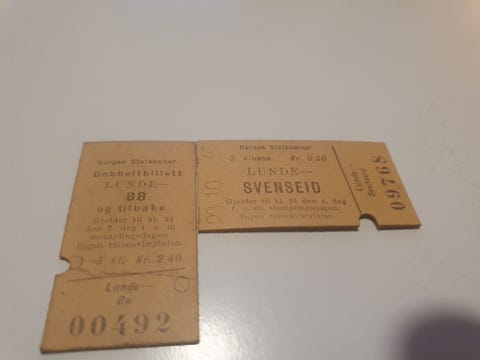 Norges Statsbaner.
Dobbeltbillett
LUNDE—
BØ
og tilbake.
Gjelder til kl. 24
den 7. dag f. o. m.
stemplingsdagen
Ingen reiseavbrytelse.
3. kl. Kr. 2.40.
Lunde—
Bø
00492
Norges Statsbaner.
3. klasse. Kr. 0,50
LUNDE—
SVENSEID
Gjelder til kl. 24 den 1. dag
f. o. m. stemplingsdagen.
Ingen reiseavbrytelse.
Lunde—
Svenseid
09768